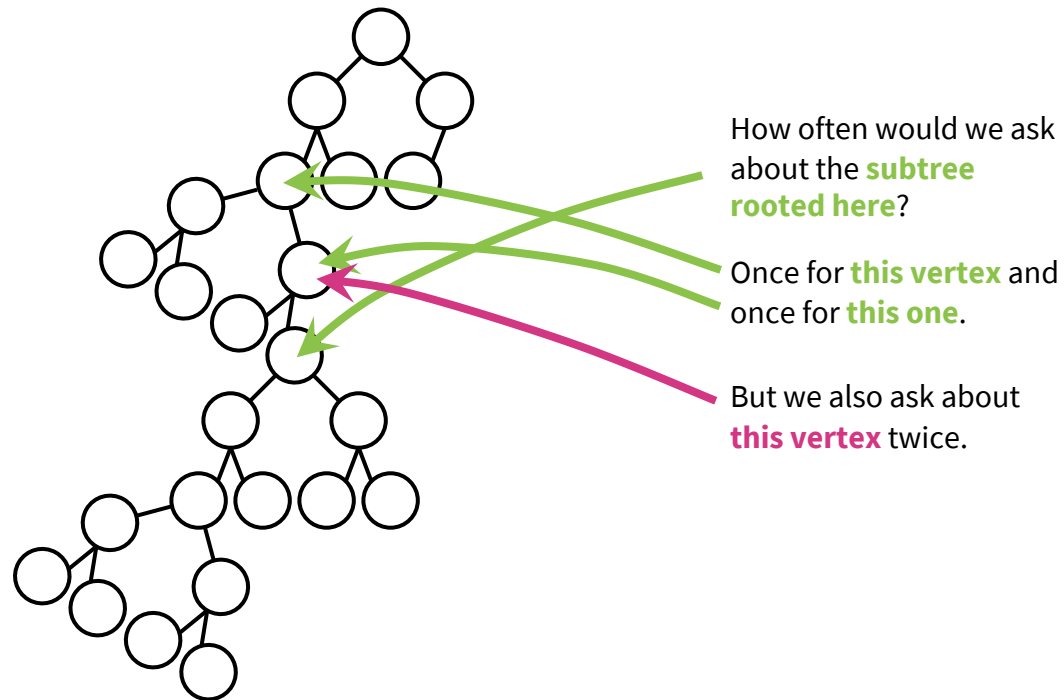 How often would we ask
about the subtree
rooted here?
Once for this vertex and
once for this one.
But we also ask about
this vertex twice.